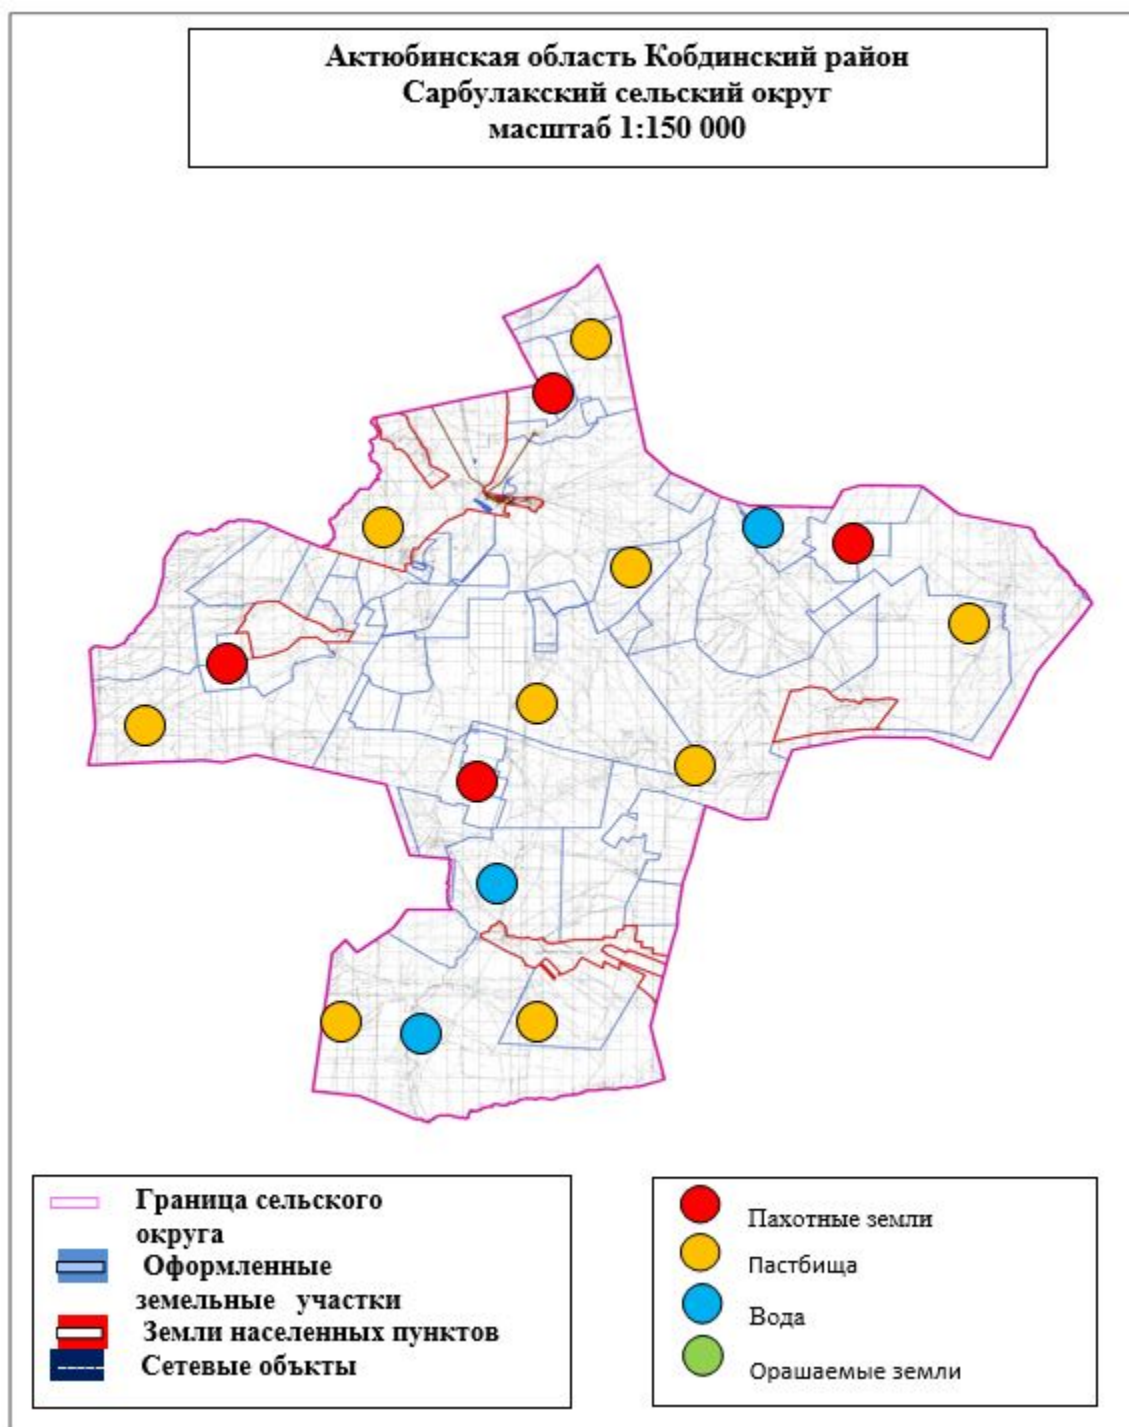 Актюбинская область Кобдинский район
Сарбулакский сельский округ
масштаб 1:150 000
Граница сельского
округа
Оформленные
земельные участки
Земли населенных пунктов
Сетевые объкты
Пахотные земли
Пастбища
Вода
Орашаемые земли